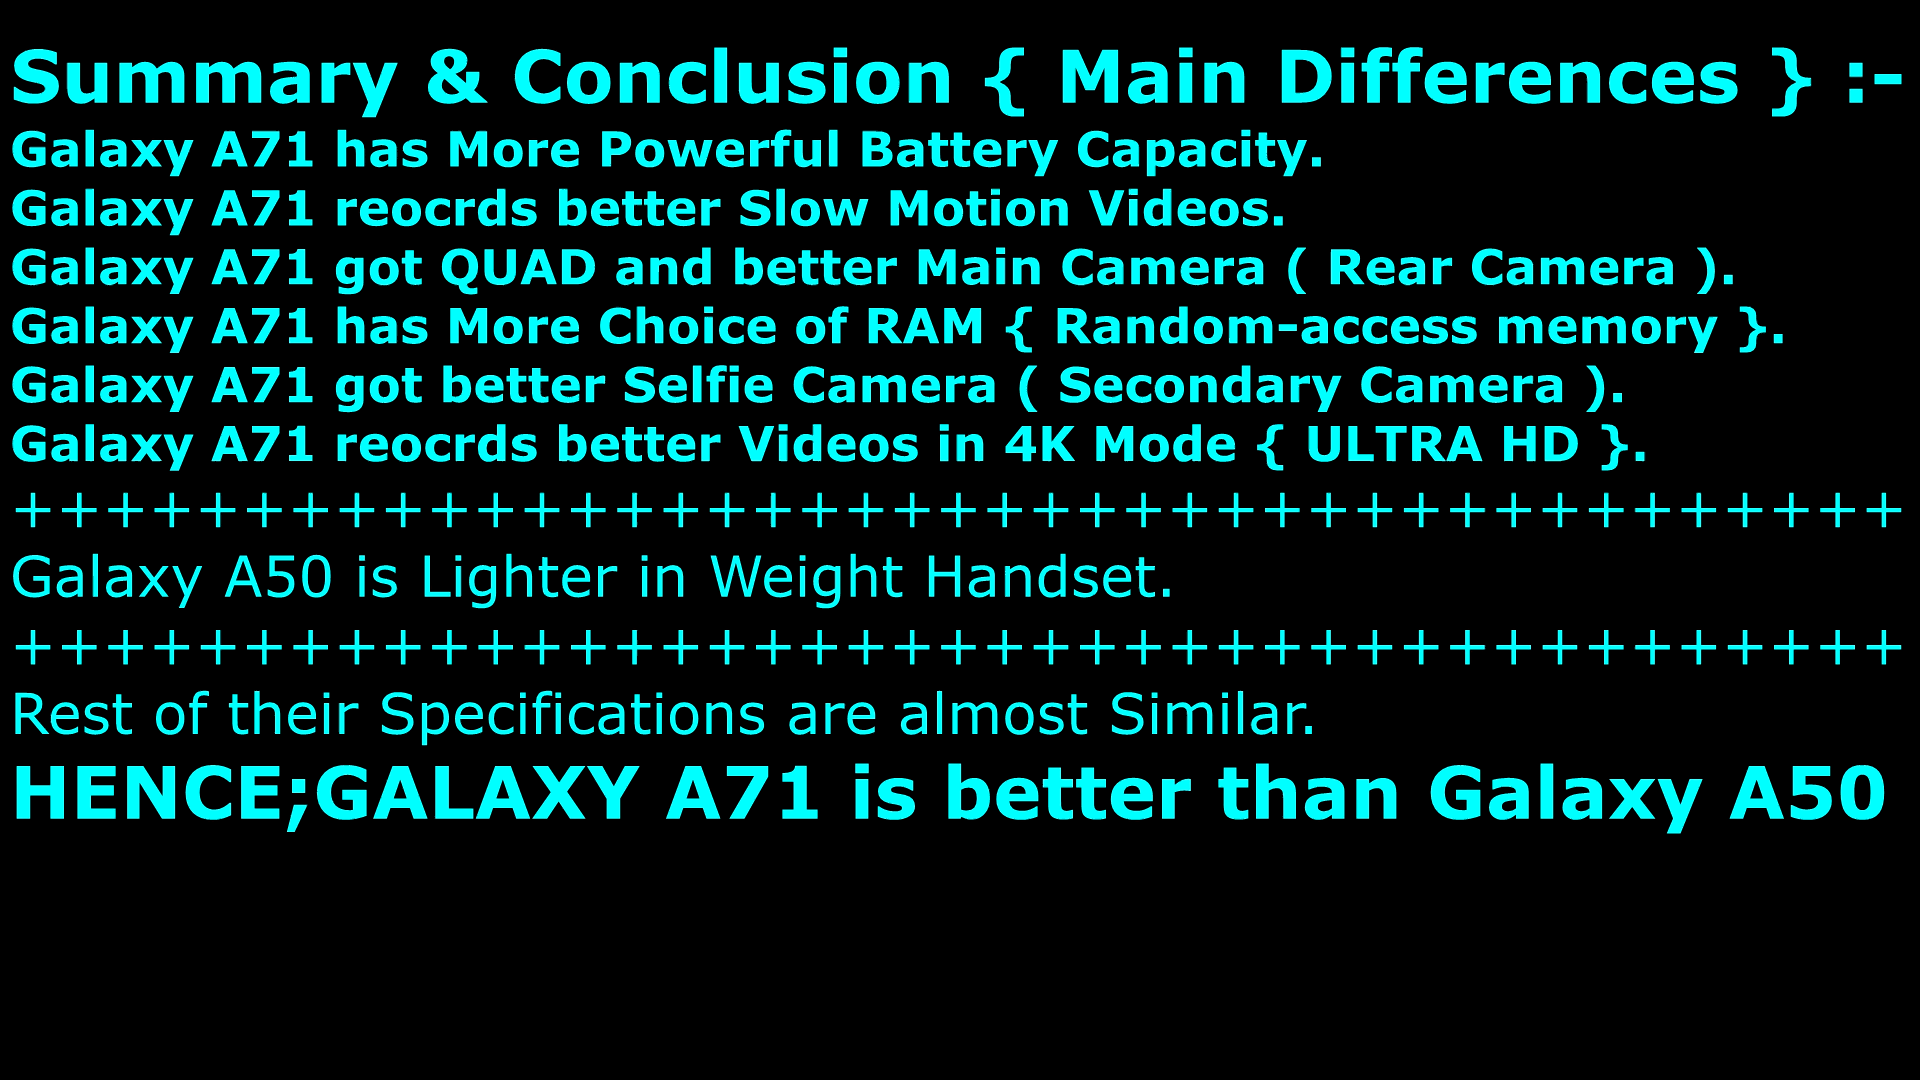 Summary & Conclusion { Main Differences } :-
Galaxy A71 has More Powerful Battery Capacity.
Galaxy A71 reocrds better Slow Motion Videos.
Galaxy A71 got QUAD and better Main Camera ( Rear Camera ).
Galaxy A71 has More Choice of RAM { Random-access memory }.
Galaxy A71 got better Selfie Camera ( Secondary Camera ).
Galaxy A71 reocrds better Videos in 4K Mode { ULTRA HD }.
+++++++++++++++++++++++++++++++++++++++++
Galaxy A50 is Lighter in Weight Handset.
+++++++++++++++++++++++++++++++++++++++++
Rest of their Specifications are almost Similar.
HENCE;GALAXY A71 is better than Galaxy A50